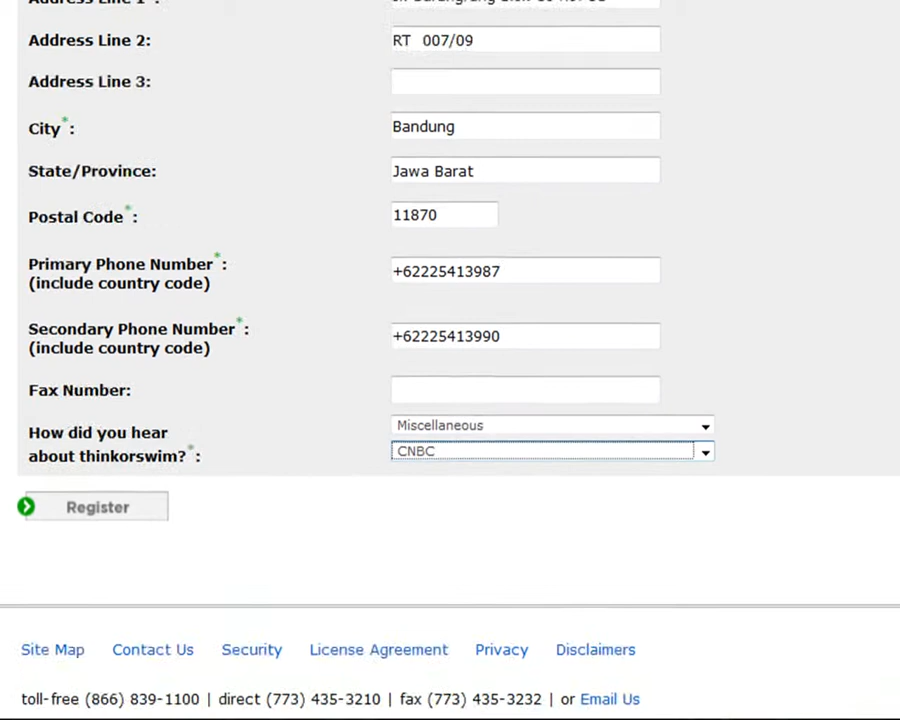 Address Line 2:
RT 007/09
Address Line 3:
City*:
Bandung
State/Province:
Jawa Barat
Postal Code*:
11870
Primary Phone Number*:
(include country code)
+62225413987
Secondary Phone Number*:
(include country code)
+62225413990
Fax Number:
How did you hear
about thinkorswim?*:
Miscellaneous
CNBC
Register
Site Map Contact Us Security License Agreement Privacy Disclaimers
toll-free (866) 839-1100 | direct (773) 435-3210 | fax (773) 435-3232 | or Email Us